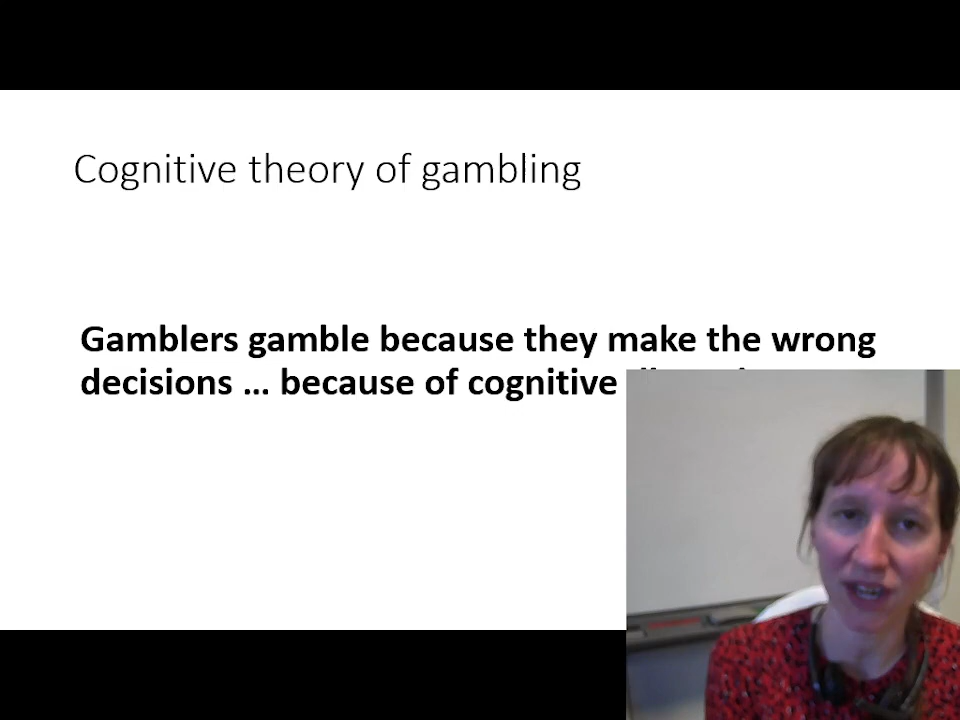 Cognitive theory of gambling
Gamblers gamble because they make the wrong
decisions … because of cognitive